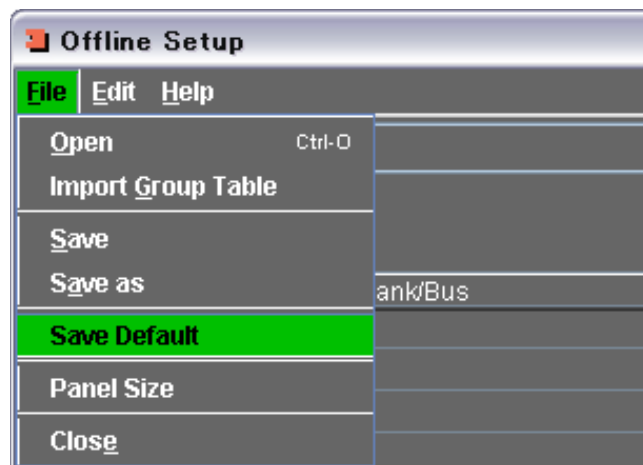 Offline Setup
File Edit Help
Open Ctrl-O
Import Group Table
Save
Save as
ank/Bus
Save Default
Panel Size
Close